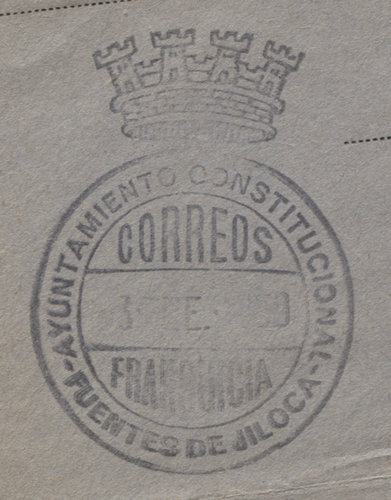 AYUNTAMIENTO CONSTITUCIONAL
CORREOS
FRANQUICIA
-FUENTES DE JILOCA-